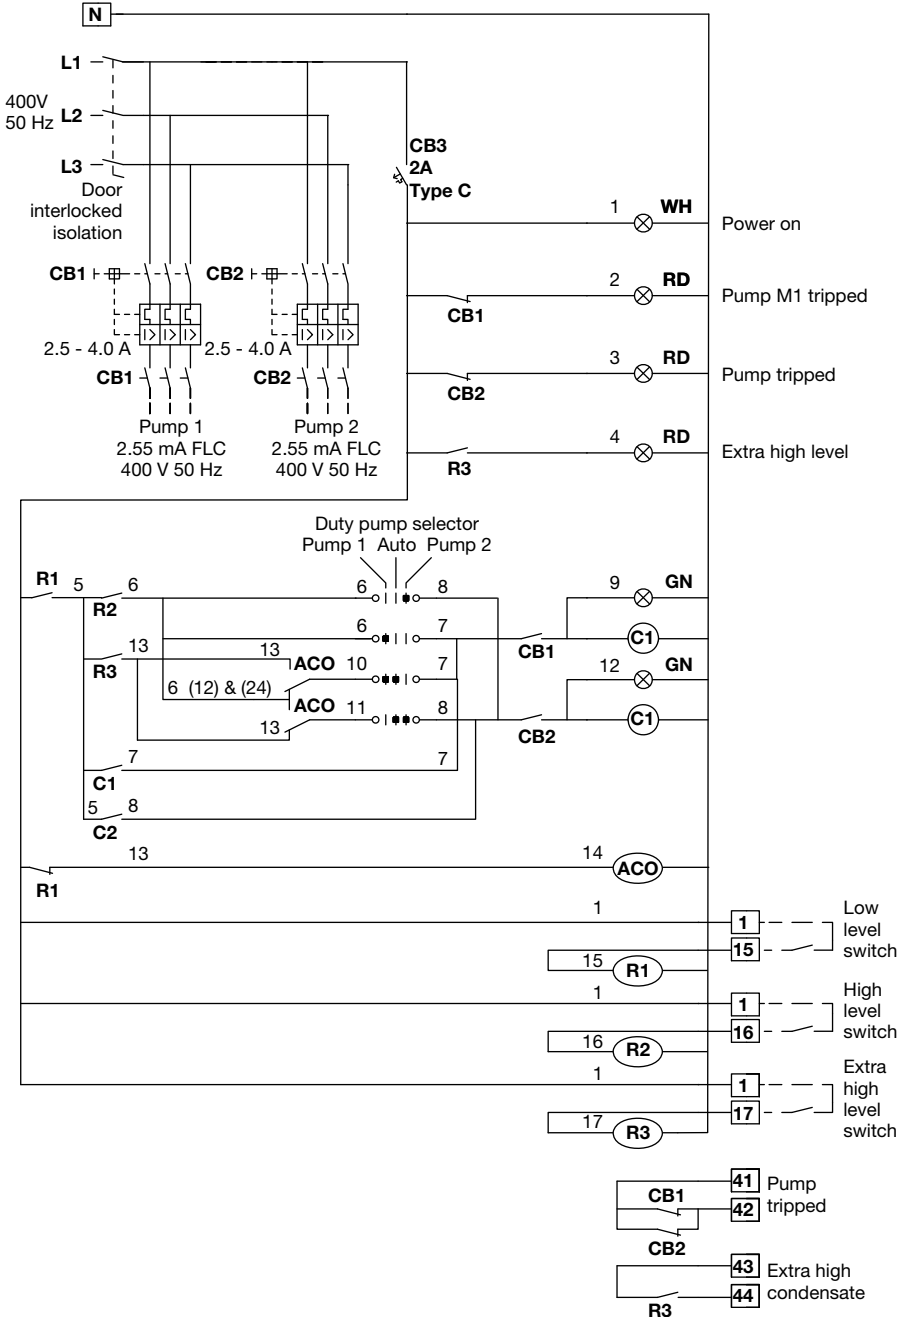 N
L1
400V
50 Hz
L2
L3
Door
interlocked
isolation
CB3
2A
Type C
1 WH
Power on
CB1
CB2
2 RD
CB1
Pump M1 tripped
2.5 - 4.0 A
2.5 - 4.0 A
CB1
CB2
3 RD
CB2
Pump tripped
Pump 1
2.55 mA FLC
400 V 50 Hz
Pump 2
2.55 mA FLC
400 V 50 Hz
4 RD
R3
Extra high level
Duty pump selector
Pump 1 Auto Pump 2
R1 5 6
R2
6 8
9 GN
6 7
CB1
C1
R3 13
13
ACO 10 7
12 GN
6 (12) & (24)
ACO 11 8
13
CB2
C1
7
C1
7
5 8
C2
13
R1
14
ACO
1
1
15
15
R1
Low
level
switch
1
1
16
16
R2
High
level
switch
1
1
17
17
R3
Extra
high
level
switch
41
CB1
42
CB2
Pump
tripped
43
44
R3
Extra high
condensate